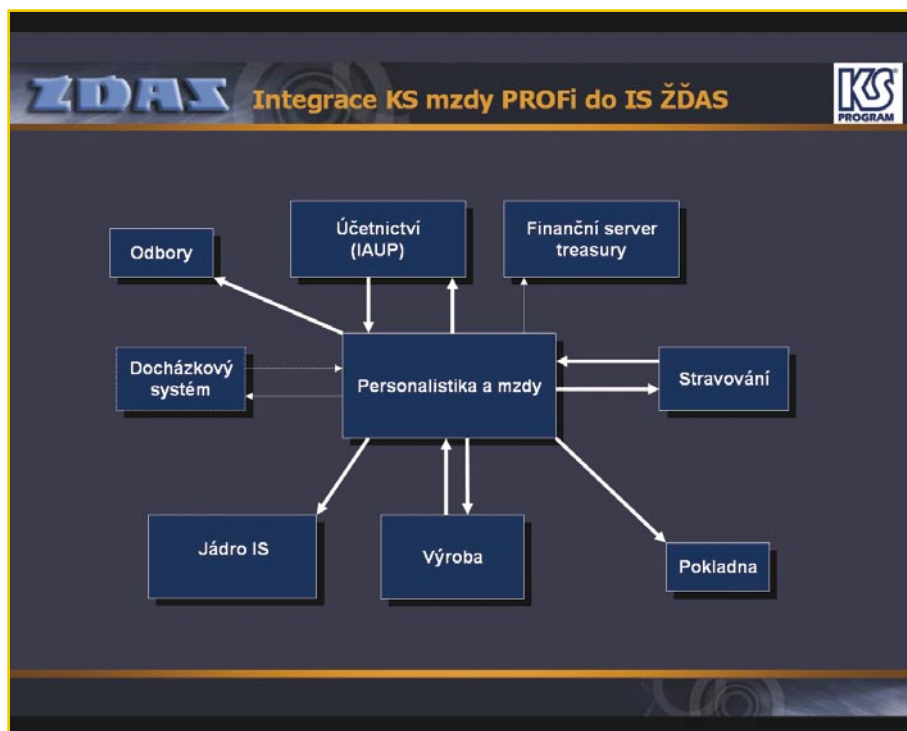 ŽĎAS
Integrace KS mzdy PROFi do IS ŽĎAS
KS
PROGRAM
Účetnictví
(IAUP)
Finanční server
treasury
Odbory
Docházkový
systém
Personalistika a mzdy
Stravování
Jádro IS
Výroba
Pokladna